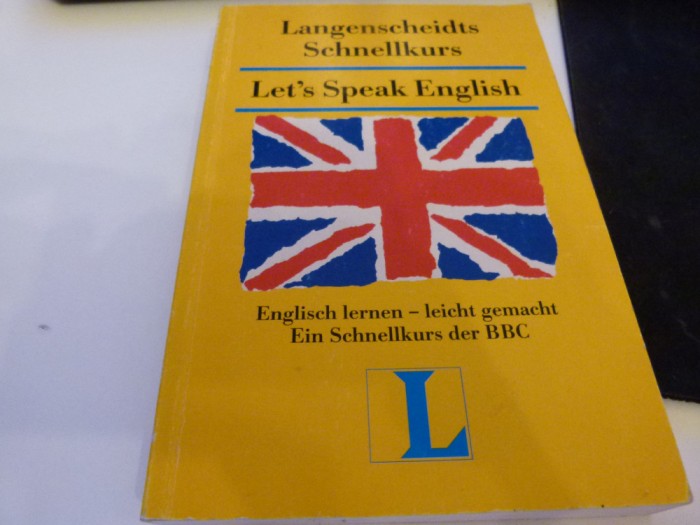 Langenscheidts
Schnellkurs
Let's Speak English
Englisch lernen – leicht gemacht
Ein Schnellkurs der BBC
L